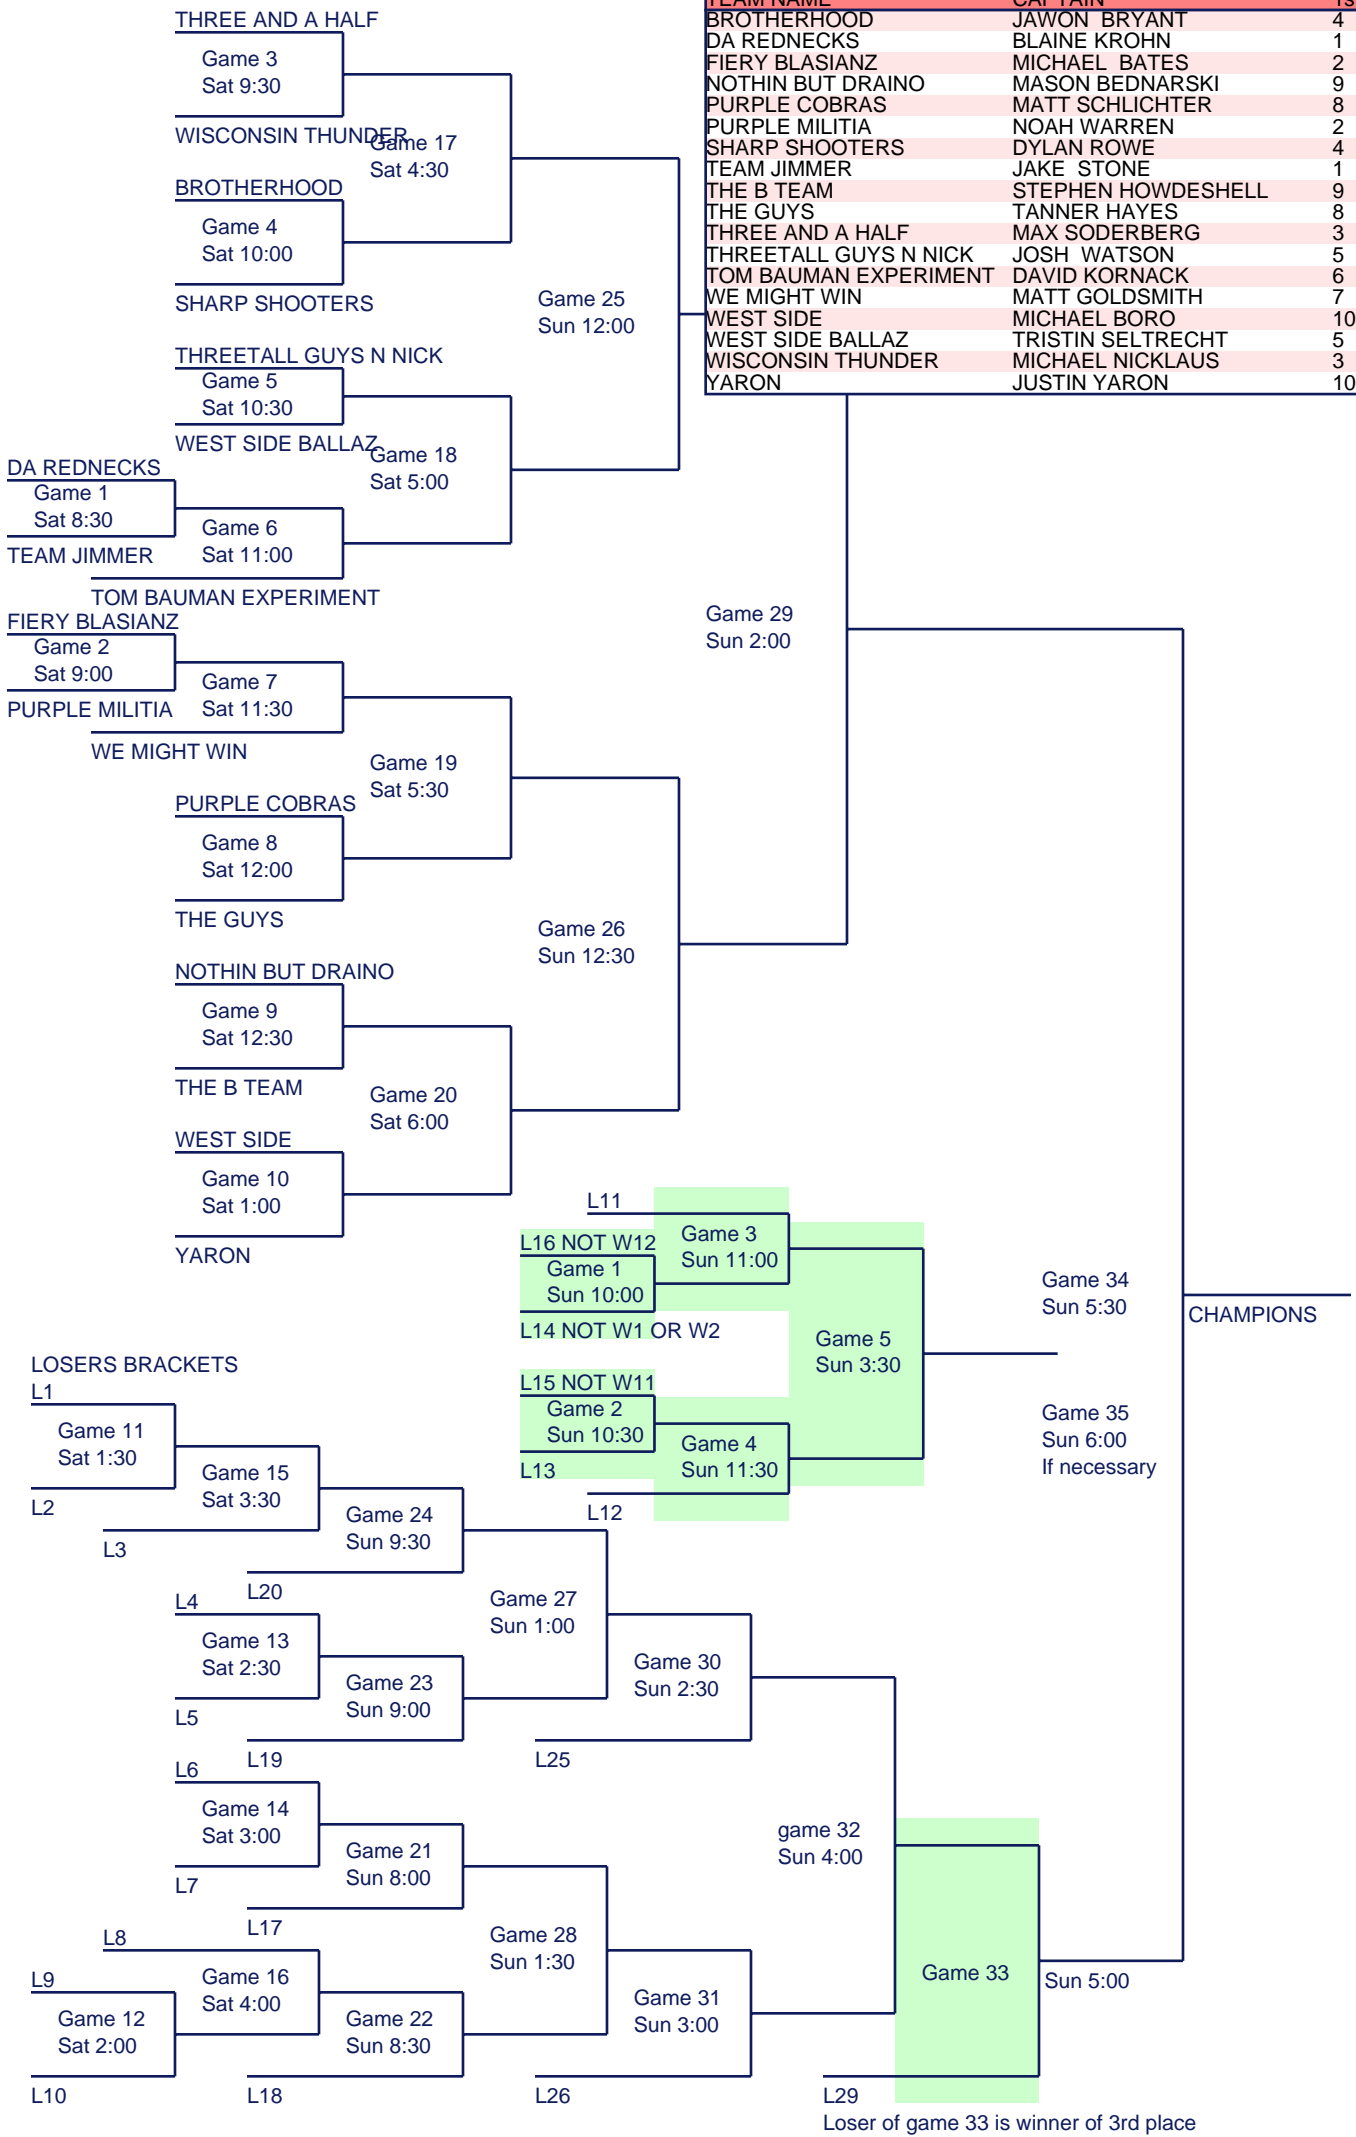 TEAM NAME CAPTAIN
BROTHERHOOD JAWON BRYANT 4
DA REDNECKS BLAINE KROHN 1
FIERY BLASIANZ MICHAEL BATES 2
NOTHIN BUT DRAINO MASON BEDNARSKI 9
PURPLE COBRAS MATT SCHLICHTER 8
PURPLE MILITIA NOAH WARREN 2
SHARP SHOOTERS DYLAN ROWE 4
TEAM JIMMER JAKE STONE 1
THE B TEAM STEPHEN HOWDESHELL 9
THE GUYS TANNER HAYES 8
THREE AND A HALF MAX SODERBERG 3
THREETALL GUYS N NICK JOSH WATSON 5
TOM BAUMAN EXPERIMENT DAVID KORNACK 6
WE MIGHT WIN MATT GOLDSMITH 7
WEST SIDE MICHAEL BORO 10
WEST SIDE BALLAZ TRISTIN SELTRECHT 5
WISCONSIN THUNDER MICHAEL NICKLAUS 3
YARON JUSTIN YARON 10
THREE AND A HALF
Game 3
Sat 9:30
WISCONSIN THUNDER
Game 17
Sat 4:30
BROTHERHOOD
Game 4
Sat 10:00
SHARP SHOOTERS
Game 25
Sun 12:00
THREETALL GUYS N NICK
Game 5
Sat 10:30
WEST SIDE BALLAZ
Game 18
Sat 5:00
DA REDNECKS
Game 1
Sat 8:30
TEAM JIMMER
Game 6
Sat 11:00
TOM BAUMAN EXPERIMENT
Game 29
Sun 2:00
FIERY BLASIANZ
Game 2
Sat 9:00
PURPLE MILITIA
Game 7
Sat 11:30
WE MIGHT WIN
Game 19
Sat 5:30
PURPLE COBRAS
Game 8
Sat 12:00
THE GUYS
Game 26
Sun 12:30
NOTHIN BUT DRAINO
Game 9
Sat 12:30
THE B TEAM
Game 20
Sat 6:00
WEST SIDE
Game 10
Sat 1:00
YARON
L11
Game 3
Sun 11:00
L16 NOT W12
Game 1
Sun 10:00
L14 NOT W1 OR W2
Game 5
Sun 3:30
L15 NOT W11
Game 2
Sun 10:30
L13
Game 4
Sun 11:30
L12
Game 34
Sun 5:30
CHAMPIONS
Game 35
Sun 6:00
If necessary
LOSERS BRACKETS
L1
Game 11
Sat 1:30
L2
Game 15
Sat 3:30
L3
Game 24
Sun 9:30
L20
L4
Game 13
Sat 2:30
L5
Game 23
Sun 9:00
L19
Game 27
Sun 1:00
Game 30
Sun 2:30
L25
L6
Game 14
Sat 3:00
L7
Game 21
Sun 8:00
L17
game 32
Sun 4:00
L8
Game 16
Sat 4:00
L9
Game 12
Sat 2:00
L10
Game 22
Sun 8:30
L18
Game 28
Sun 1:30
Game 31
Sun 3:00
L26
Game 33
Sun 5:00
L29
Loser of game 33 is winner of 3rd place